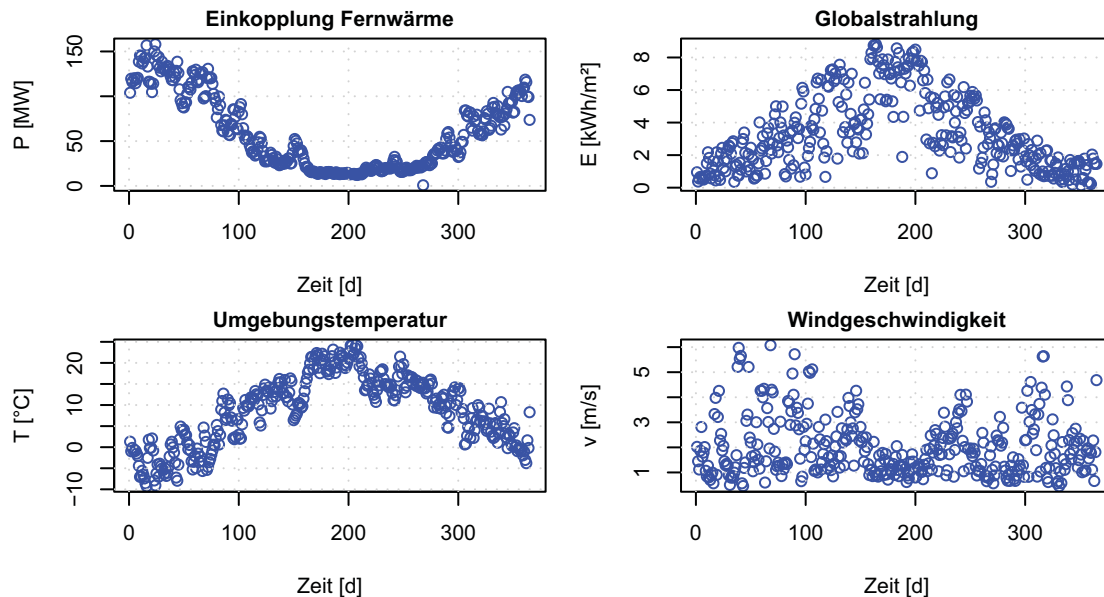 Einkopplung Fernwärme
P [MW]
150
50
0
0 100 200 300
Zeit [d]
Globalstrahlung
E [kWh/m²]
8
6
4
2
0
0 100 200 300
Zeit [d]
Umgebungstemperatur
T [°C]
20
10
0
−10
0 100 200 300
Zeit [d]
Windgeschwindigkeit
v [m/s]
5
3
1
0 100 200 300
Zeit [d]